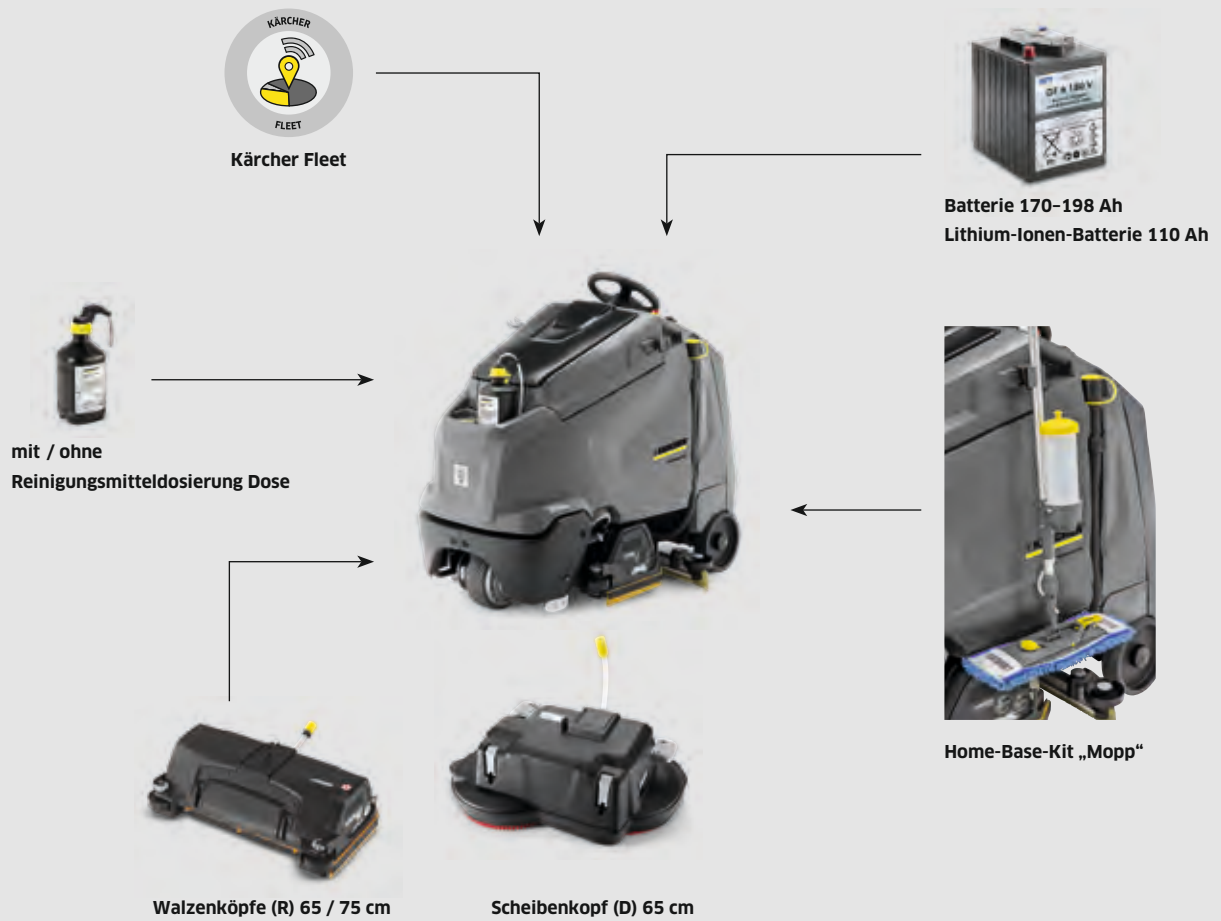 KÄRCHER
FLEET
Kärcher Fleet
Batterie 170–198 Ah
Lithium-Ionen-Batterie 110 Ah
mit / ohne
Reinigungsmitteldosierung Dose
Home-Base-Kit „Mopp“
Walzenköpfe (R) 65 / 75 cm
Scheibenkopf (D) 65 cm